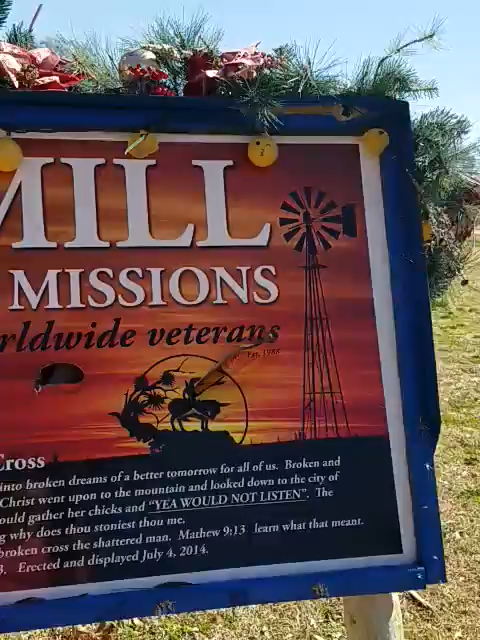 MILL
MISSIONS
rldwide veterans
Est. 1988
Cross
into broken dreams of a better tomorrow for all of us. Broken and
Christ went upon to the mountain and looked down to the city of
ould gather her chicks and "YEA WOULD NOT LISTEN". The
g why does thou stoniest thou me.
broken cross the shattered man. Mathew 9:13 learn what that meant.
3. Erected and displayed July 4, 2014.